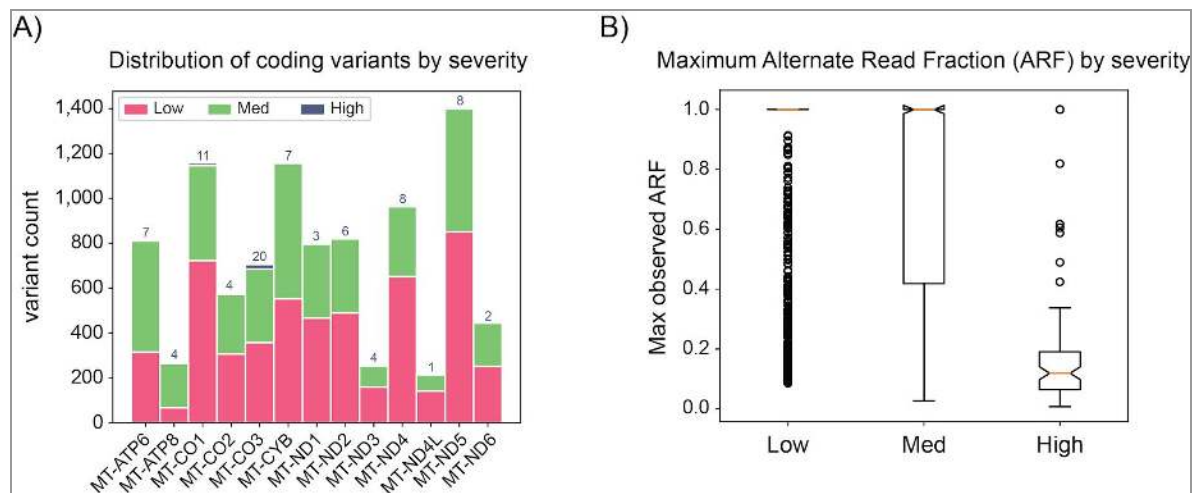 A)
Distribution of coding variants by severity
Low Med High
variant count
1,400
1,200
1,000
800
600
400
200
0
7
4
11
4
20
7
3
6
4
8
1
8
2
MT-ATP6
MT-ATP8
MT-CO1
MT-CO2
MT-CO3
MT-CYB
MT-ND1
MT-ND2
MT-ND3
MT-ND4
MT-ND4L
MT-ND5
MT-ND6
B)
Maximum Alternate Read Fraction (ARF) by severity
Max observed ARF
1.0
0.8
0.6
0.4
0.2
0.0
Low Med High